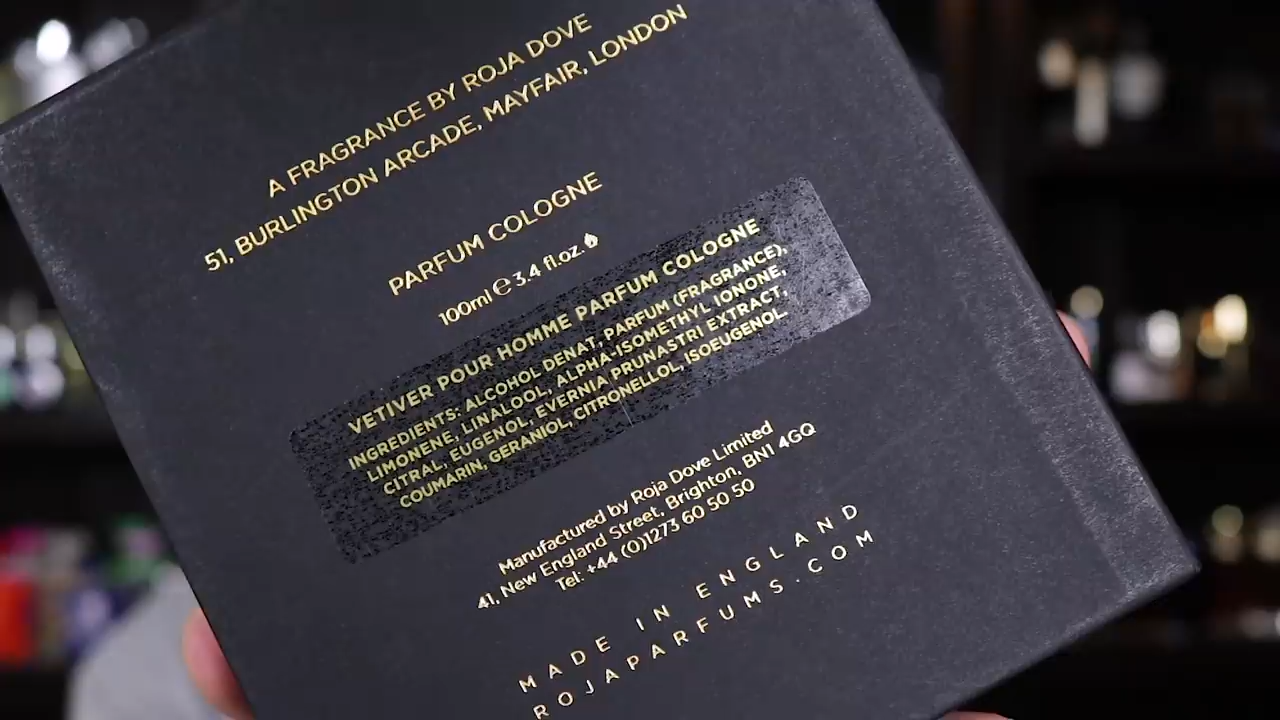 A FRAGRANCE BY ROJA DOVE
51, BURLINGTON ARCADE, MAYFAIR, LONDON
PARFUM COLOGNE
100ml ℮ 3.4 fl.oz.
VETIVER POUR HOMME PARFUM COLOGNE
INGREDIENTS: ALCOHOL DENAT, PARFUM (FRAGRANCE),
LIMONENE, LINALOOL, ALPHA-ISOMETHYL IONONE,
CITRAL, EUGENOL, EVERNIA PRUNASTRI EXTRACT,
COUMARIN, GERANIOL, CITRONELLOL, ISOEUGENOL.
Manufactured by Roja Dove Limited
41, New England Street, Brighton, BN1 4GQ
Tel: +44 (0)1273 60 50 50
MADE IN ENGLAND
ROJAPARFUMS.COM